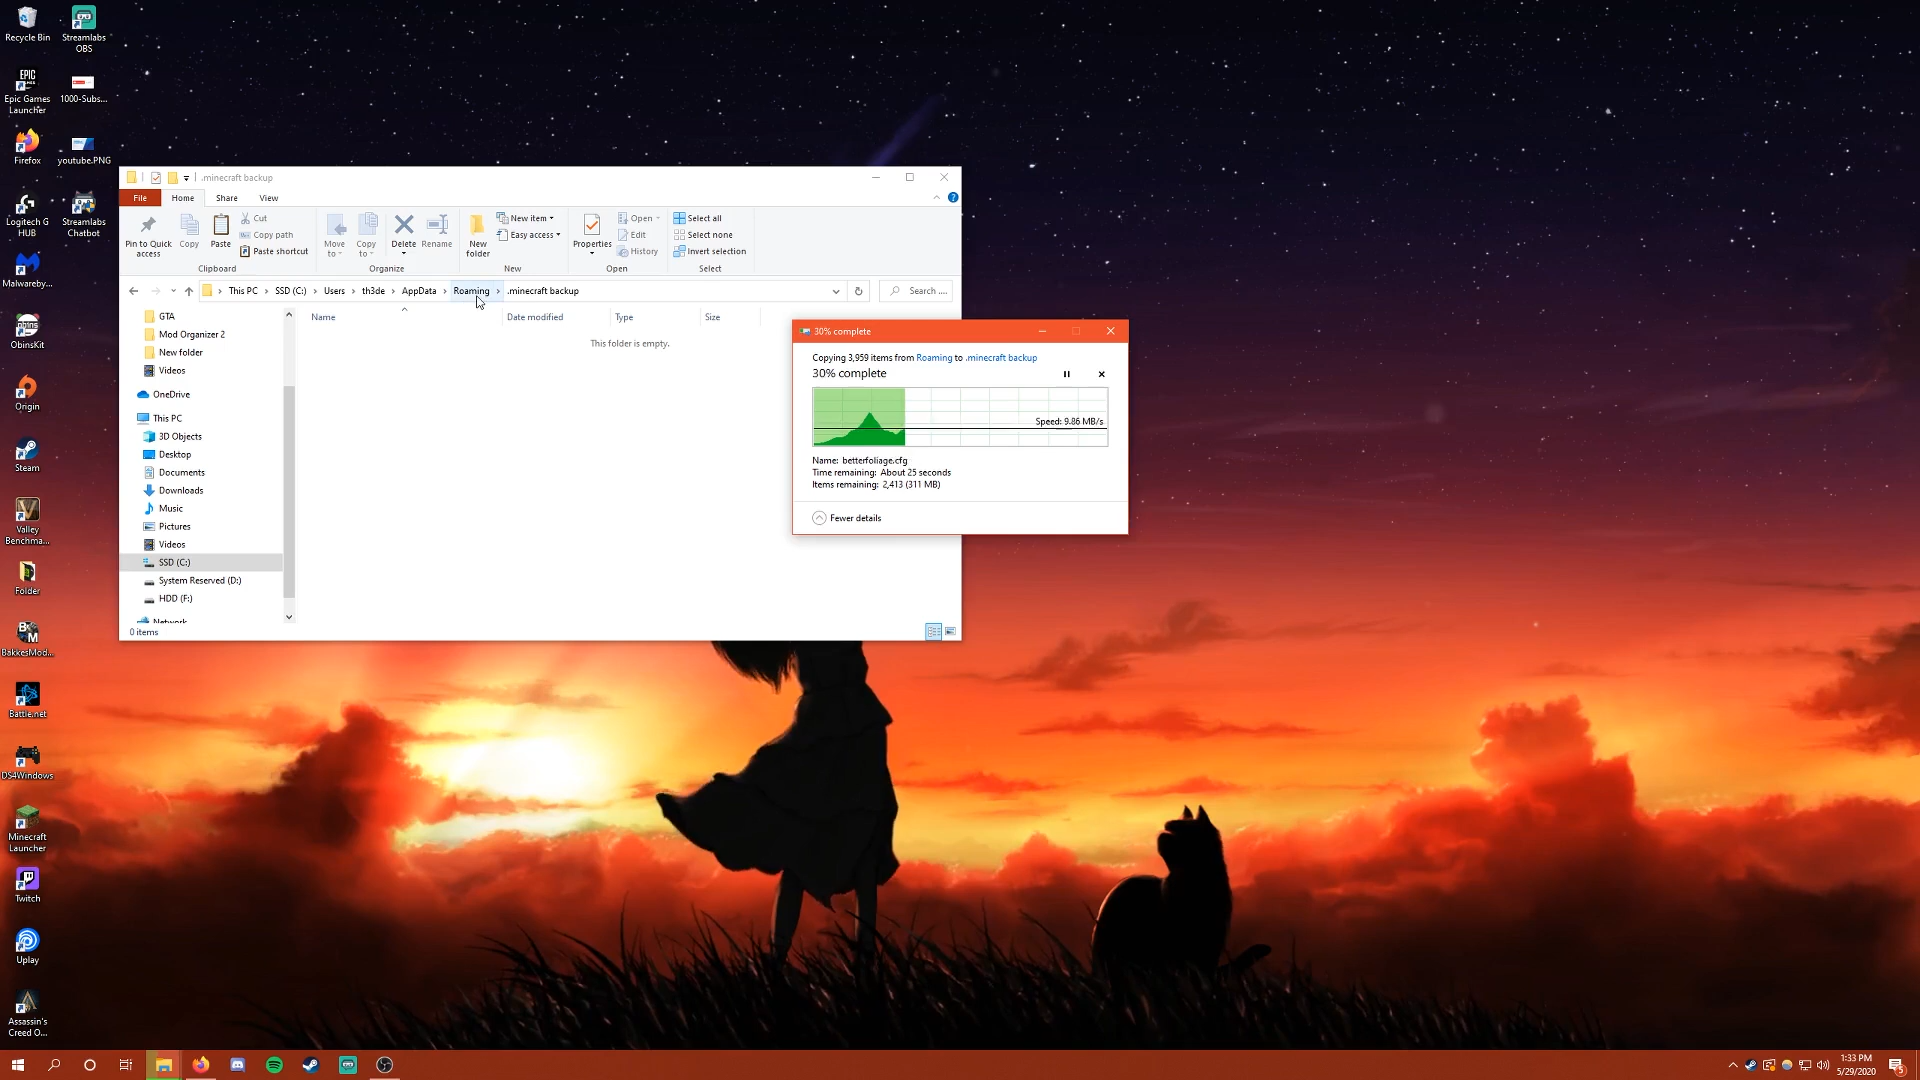 Recycle Bin
Streamlabs OBS
Epic Games Launcher
1000-Subs...
Firefox
youtube.PNG
Logitech G HUB
Streamlabs Chatbot
Malwareby...
ObinsKit
Origin
Steam
Valley Benchma...
Folder
BakkesMod...
Battle.net
DS4Windows
Minecraft Launcher
Twitch
Uplay
Assassin's Creed O...
.minecraft backup
File
Home
Share
View
Pin to Quick access
Copy
Paste
Cut
Copy path
Paste shortcut
Clipboard
Move to
Copy to
Delete
Rename
Organize
New folder
New item
Easy access
New
Properties
Open
Edit
History
Open
Select all
Select none
Invert selection
Select
This PC > SSD (C:) > Users > th3de > AppData > Roaming > .minecraft backup
Search ....
GTA
Mod Organizer 2
New folder
Videos
OneDrive
This PC
3D Objects
Desktop
Documents
Downloads
Music
Pictures
Videos
SSD (C:)
System Reserved (D:)
HDD (F:)
Network
Name
Date modified
Type
Size
This folder is empty.
0 items
30% complete
Copying 3,959 items from Roaming to .minecraft backup
30% complete
Speed: 9.86 MB/s
Name: betterfoliage.cfg
Time remaining: About 25 seconds
Items remaining: 2,413 (311 MB)
Fewer details
1:33 PM
5/29/2020